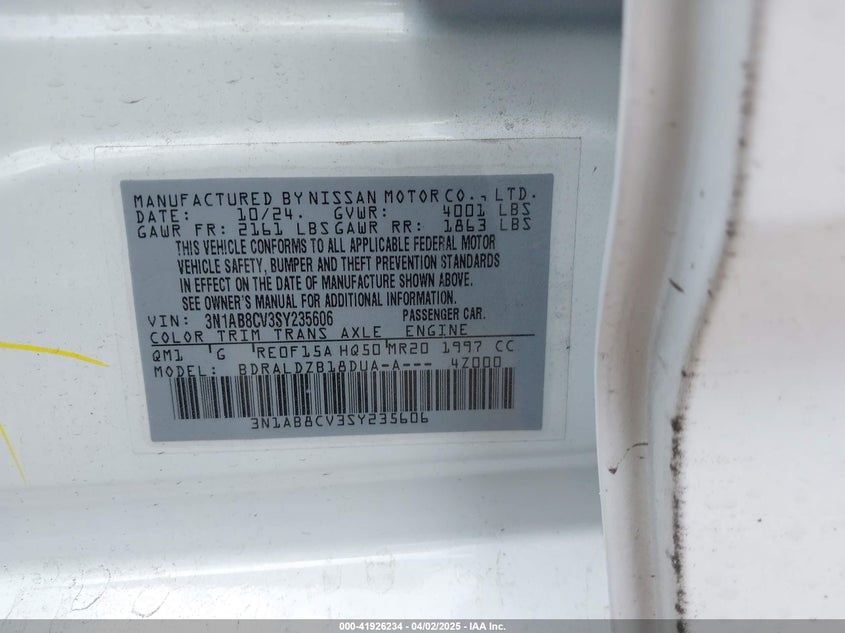 MANUFACTURED BY NISSAN MOTOR CO., LTD.
DATE: 10/24. GVWR: 4001 LBS
GAWR FR: 2161 LBS GAWR RR: 1863 LBS
THIS VEHICLE CONFORMS TO ALL APPLICABLE FEDERAL MOTOR
VEHICLE SAFETY, BUMPER AND THEFT PREVENTION STANDARDS
IN EFFECT ON THE DATE OF MANUFACTURE SHOWN ABOVE.
SEE OWNER'S MANUAL FOR ADDITIONAL INFORMATION.
VIN: 3N1AB8CV3SY235606 PASSENGER CAR.
COLOR TRIM TRANS AXLE ENGINE
QM1 G RE0F15A HQ50 MR20 1997 CC
MODEL: BDRALDZB18DUA-A--- 4Z000
3N1AB8CV3SY235606
000-41926234 - 04/02/2025 - IAA Inc.